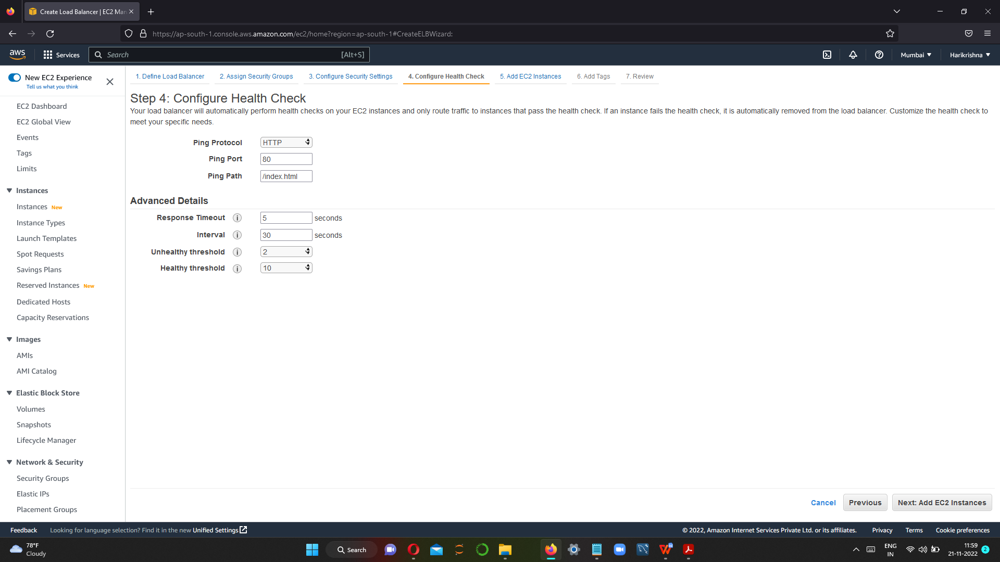 Create Load Balancer | EC2 Man
https://ap-south-1.console.aws.amazon.com/ec2/home?region=ap-south-1#CreateELBWizard:
aws
Services
Search
[Alt+S]
Mumbai
Harikrishna
New EC2 Experience
Tell us what you think
EC2 Dashboard
EC2 Global View
Events
Tags
Limits
Instances
Instances New
Instance Types
Launch Templates
Spot Requests
Savings Plans
Reserved Instances New
Dedicated Hosts
Capacity Reservations
Images
AMIs
AMI Catalog
Elastic Block Store
Volumes
Snapshots
Lifecycle Manager
Network & Security
Security Groups
Elastic IPs
Placement Groups
1. Define Load Balancer
2. Assign Security Groups
3. Configure Security Settings
4. Configure Health Check
5. Add EC2 Instances
6. Add Tags
7. Review
Step 4: Configure Health Check
Your load balancer will automatically perform health checks on your EC2 instances and only route traffic to instances that pass the health check. If an instance fails the health check, it is automatically removed from the load balancer. Customize the health check to
meet your specific needs.
Ping Protocol HTTP
Ping Port 80
Ping Path /index.html
Advanced Details
Response Timeout 5 seconds
Interval 30 seconds
Unhealthy threshold 2
Healthy threshold 10
Cancel
Previous
Next: Add EC2 Instances
Feedback
Looking for language selection? Find it in the new Unified Settings
© 2022, Amazon Internet Services Private Ltd. or its affiliates.
Privacy
Terms
Cookie preferences
78°F
Cloudy
Search
ENG
IN
11:59
21-11-2022
2